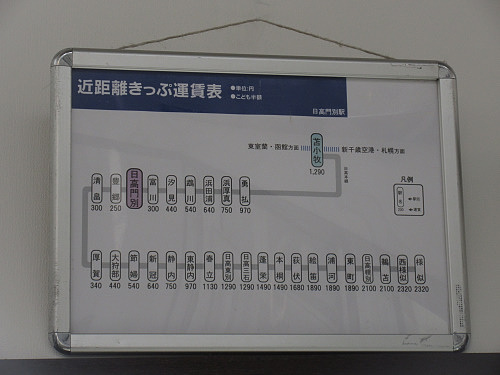 近距離きっぷ運賃表
●単位:円
●こども半額
日高門別駅
東室蘭・函館方面
苫小牧
新千歳空港・札幌方面
1,290
日高本線
凡例
清畠 豊郷 日高門別 富川 汐見 鵡川 浜田浦 浜厚真 勇払
300 250 300 440 540 640 750 970
厚賀 大狩部 節婦 新冠 静内 東静内 春立 日高東別 日高三石 蓬栄 本桐 荻伏 絵笛 浦河 東町 日高幌別 鵜苫 西様似 様似
340 440 540 640 750 970 1130 1290 1290 1490 1490 1680 1890 1890 1890 2100 2100 2320 2320